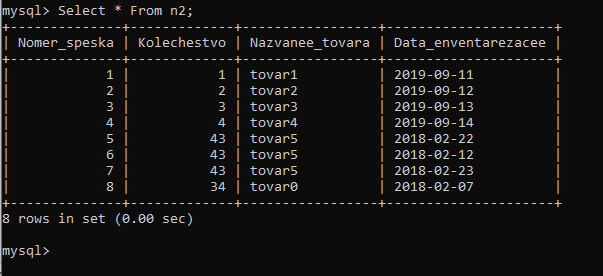 mysql> Select * From n2;
+--------------+-------------+------------------+---------------------+
| Nomer_speska | Kolechestvo | Nazvanee_tovara | Data_enventarezacee |
+--------------+-------------+------------------+---------------------+
| 1 | 1 | tovar1 | 2019-09-11 |
| 2 | 2 | tovar2 | 2019-09-12 |
| 3 | 3 | tovar3 | 2019-09-13 |
| 4 | 4 | tovar4 | 2019-09-14 |
| 5 | 43 | tovar5 | 2018-02-22 |
| 6 | 43 | tovar5 | 2018-02-12 |
| 7 | 43 | tovar5 | 2018-02-23 |
| 8 | 34 | tovar0 | 2018-02-07 |
+--------------+-------------+------------------+---------------------+
8 rows in set (0.00 sec)
mysql>